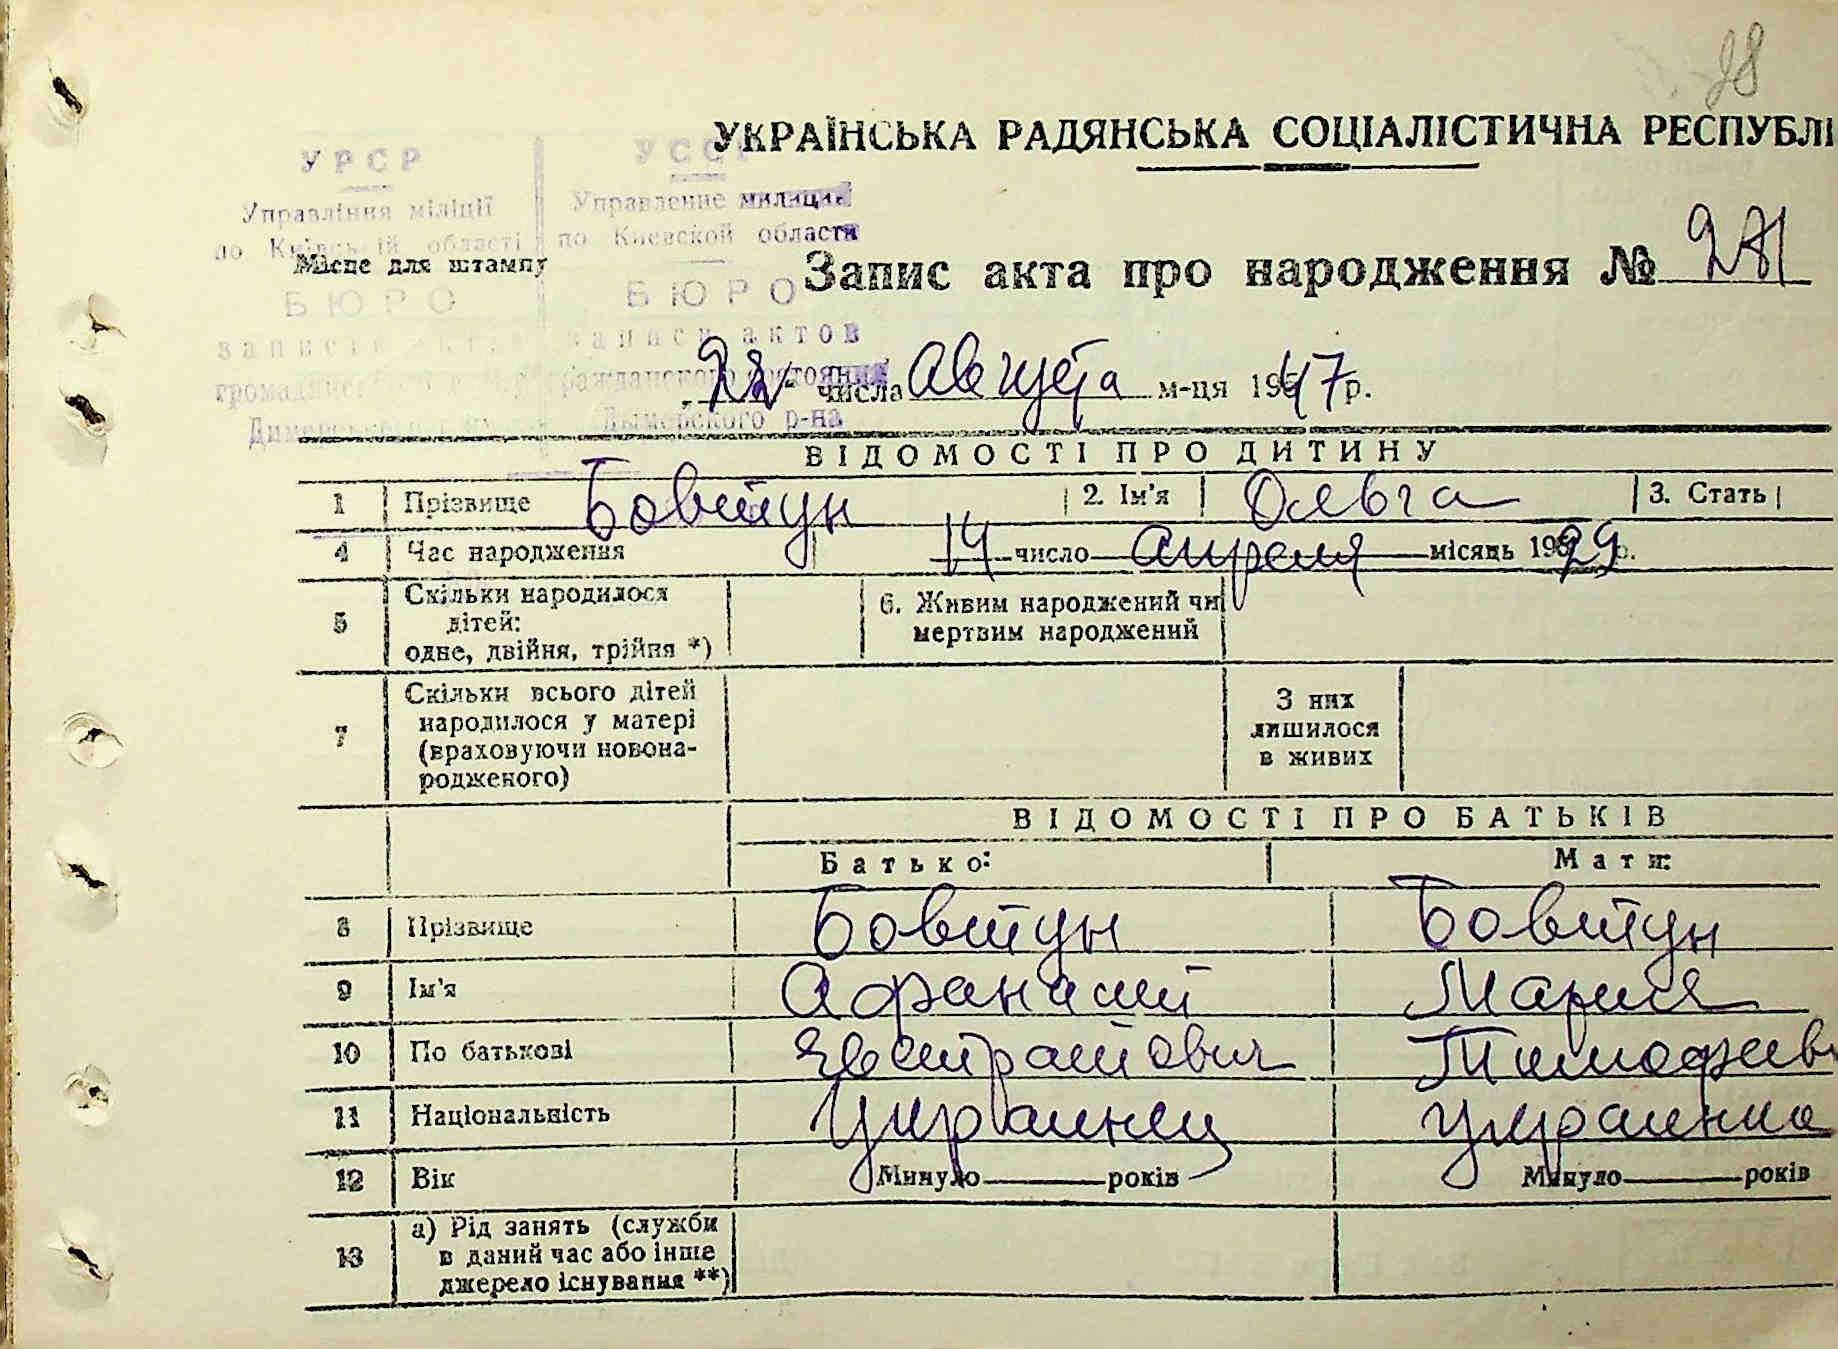 98
УКРАЇНСЬКА РАДЯНСЬКА СОЦІАЛІСТИЧНА РЕСПУБЛІ
УРСР УССР
Управління міліції Управление милиции
по Київській області по Киевской области
Місце для штампу
Запис акта про народження № 281
БЮРО БЮРО
записи актов
гражданского состояния
22 числа Августа м-ця 1947 р.
Дымерского р-на
ВІДОМОСТІ ПРО ДИТИНУ
1 Прізвище Бовтун 2. Ім'я Ольга 3. Стать
4 Час народження 14 число апреля місяць 1929 р.
5 Скільки народилося дітей: одне, двійня, трійня *)
6. Живим народжений чи мертвим народжений
7 Скільки всього дітей народилося у матері (враховуючи новона-родженого)
З них лишилося в живих
ВІДОМОСТІ ПРО БАТЬКІВ
Батько: Мати:
8 Прізвище Бовтун Бовтун
9 Ім'я Афанасий Мария
10 По батькові Евстратович Тимофеев
11 Національність Украинец Украинка
12 Вік Минуло років Минуло років
13 а) Рід занять (служби в даний час або інше джерело існування **)